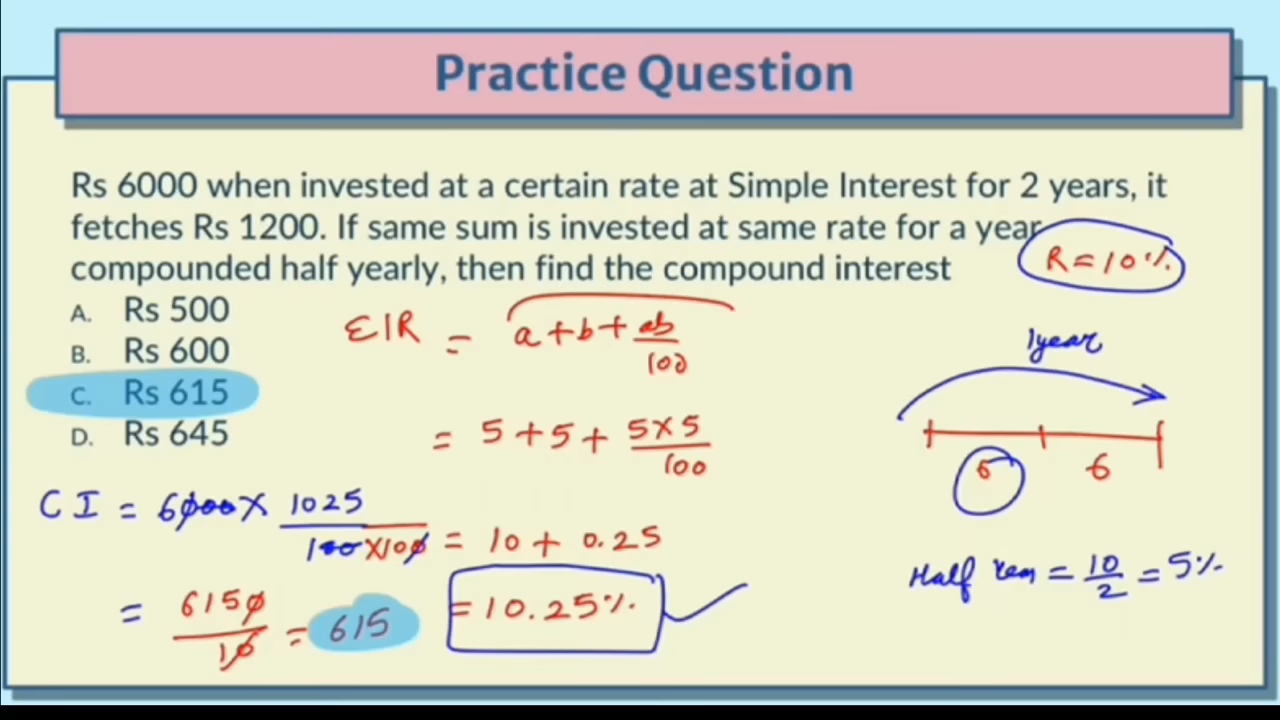 Practice Question
Rs 6000 when invested at a certain rate at Simple Interest for 2 years, it
fetches Rs 1200. If same sum is invested at same rate for a year
compounded half yearly, then find the compound interest
R = 10%
A. Rs 500
B. Rs 600
C. Rs 615
D. Rs 645
EIR = a + b + ab/100
= 5 + 5 + 5×5/100
= 10 + 0.25
= 10.25%
1year
6 6
Half = 10/2 = 5%
CI = 6000 × 1025/100×100
= 6150/10 = 615